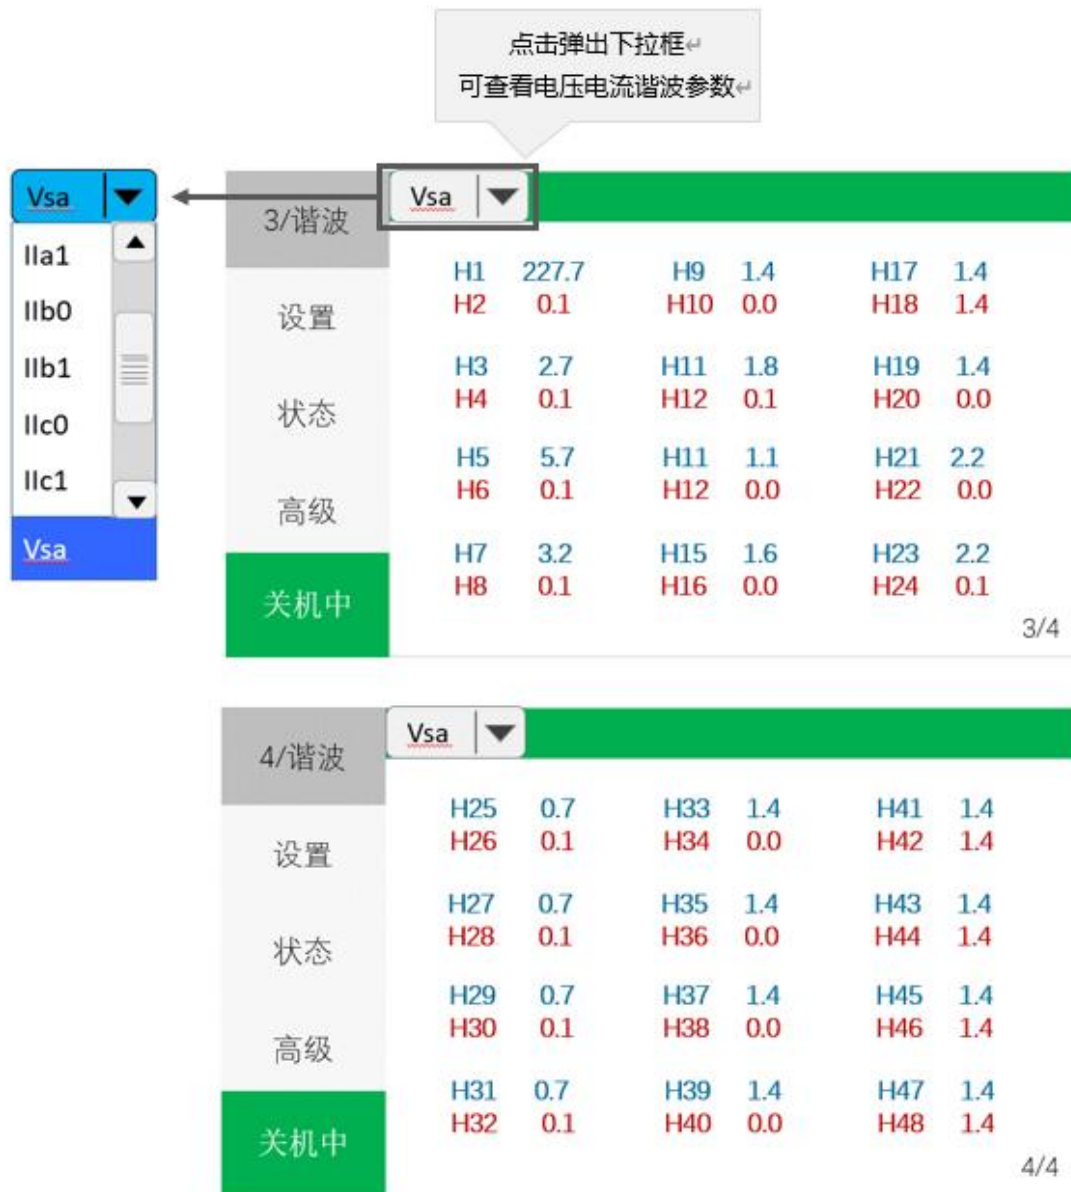 点击弹出下拉框↵
可查看电压电流谐波参数↵
Vsa
IIa1
IIb0
IIb1
IIc0
IIc1
Vsa
3/谐波
设置
状态
高级
关机中
Vsa
H1 227.7 H9 1.4 H17 1.4
H2 0.1 H10 0.0 H18 1.4
H3 2.7 H11 1.8 H19 1.4
H4 0.1 H12 0.1 H20 0.0
H5 5.7 H11 1.1 H21 2.2
H6 0.1 H12 0.0 H22 0.0
H7 3.2 H15 1.6 H23 2.2
H8 0.1 H16 0.0 H24 0.1
3/4
4/谐波
设置
状态
高级
关机中
Vsa
H25 0.7 H33 1.4 H41 1.4
H26 0.1 H34 0.0 H42 1.4
H27 0.7 H35 1.4 H43 1.4
H28 0.1 H36 0.0 H44 1.4
H29 0.7 H37 1.4 H45 1.4
H30 0.1 H38 0.0 H46 1.4
H31 0.7 H39 1.4 H47 1.4
H32 0.1 H40 0.0 H48 1.4
4/4